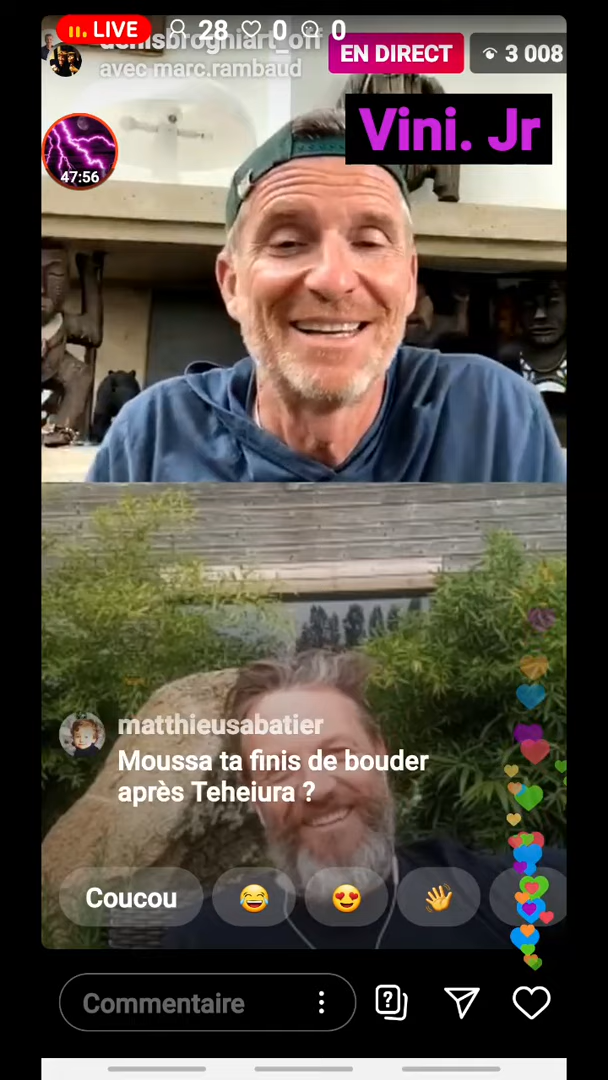 LIVE 28 0 0
denisbrogniart_off
avec marc.rambaud
EN DIRECT
3 008
Vini. Jr
47:56
matthieusabatier
Moussa ta finis de bouder
après Teheiura ?
Coucou
Commentaire